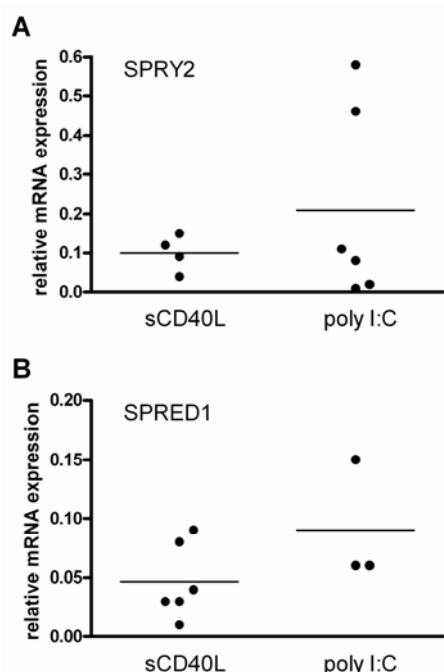 A
SPRY2
relative mRNA expression
0.6
0.5
0.4
0.3
0.2
0.1
0.0
sCD40L poly I:C
B
SPRED1
relative mRNA expression
0.20
0.15
0.10
0.05
0.00
sCD40L poly I:C